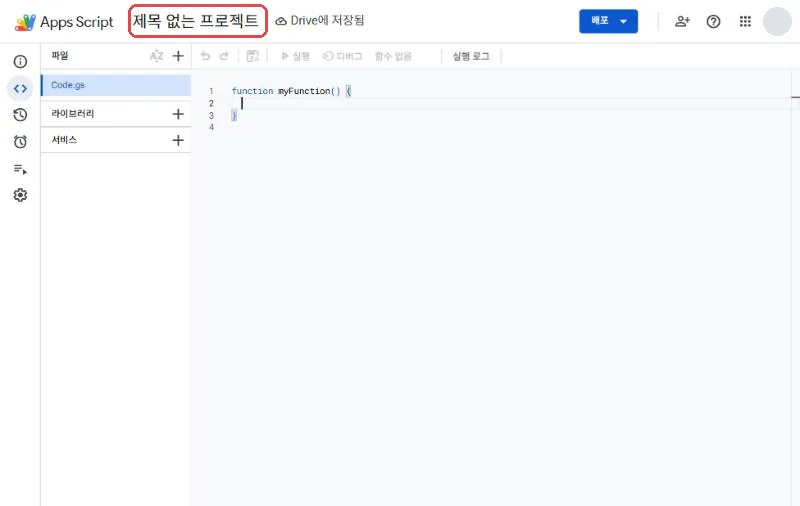 Apps Script 제목 없는 프로젝트 Drive에 저장됨 배포
파일 AZ 실행 디버그 함수 없음 실행 로그
Code.gs
라이브러리
서비스
1 function myFunction() {
2
3 }
4